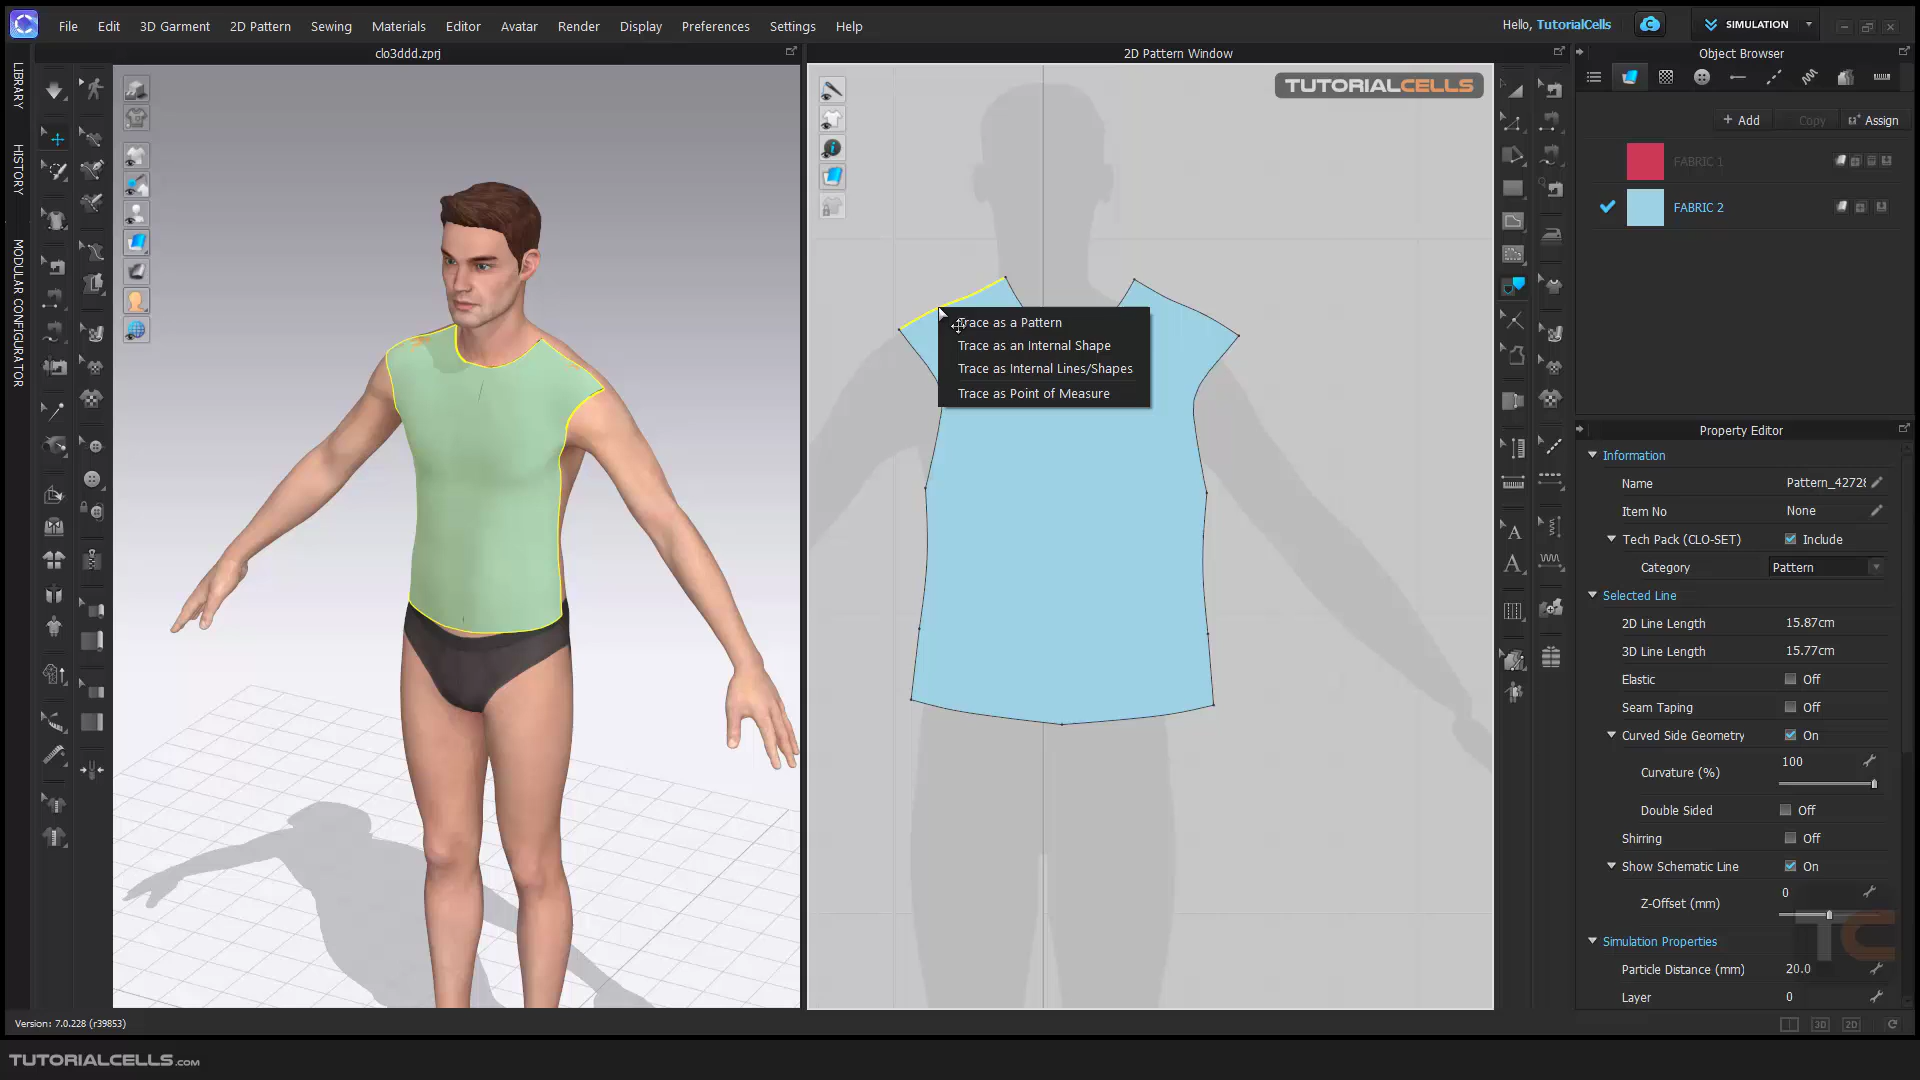 File Edit 3D Garment 2D Pattern Sewing Materials Editor Avatar Render Display Preferences Settings Help
Hello, TutorialCells
SIMULATION
clo3ddd.zprj
2D Pattern Window
Object Browser
LIBRARY
HISTORY
MODULAR CONFIGURATOR
TUTORIALCELLS
+ Add Copy Assign
FABRIC 1
FABRIC 2
Trace as a Pattern
Trace as an Internal Shape
Trace as Internal Lines/Shapes
Trace as Point of Measure
Property Editor
Information
Name Pattern_42728
Item No None
Tech Pack (CLO-SET) Include
Category Pattern
Selected Line
2D Line Length 15.87cm
3D Line Length 15.77cm
Elastic Off
Seam Taping Off
Curved Side Geometry On
Curvature (%) 100
Double Sided Off
Shirring Off
Show Schematic Line On
Z-Offset (mm) 0
TC
Simulation Properties
Particle Distance (mm) 20.0
Layer 0
Version: 7.0.228 (r39853)
3D 2D
TUTORIALCELLS.com